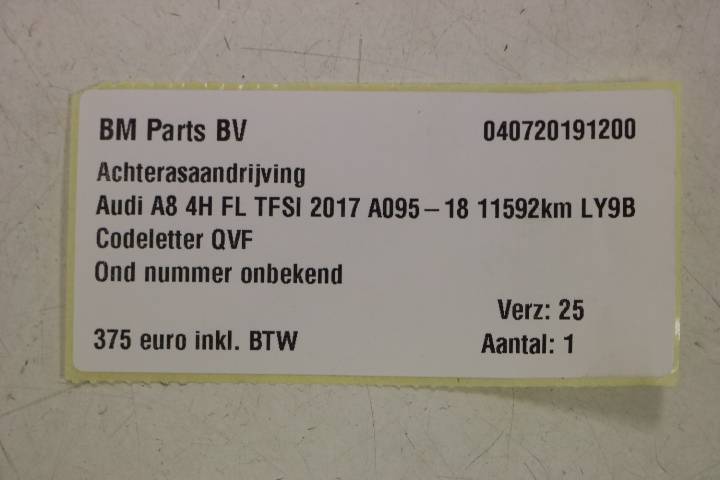 BM Parts BV 040720191200
Achterasaandrijving
Audi A8 4H FL TFSI 2017 A095-18 11592km LY9B
Codeletter QVF
Ond nummer onbekend
Verz: 25
375 euro inkl. BTW Aantal: 1